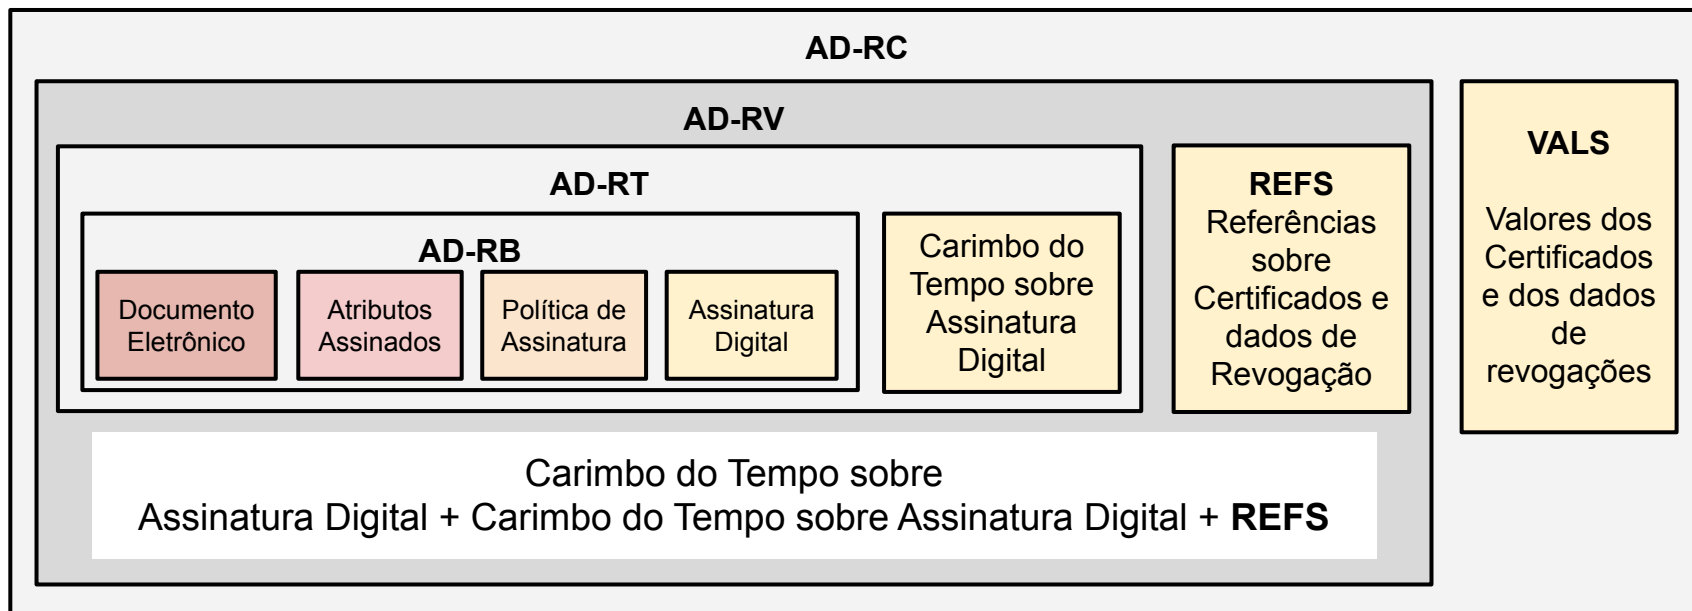 AD-RC
AD-RV
AD-RT
AD-RB
Documento
Eletrônico
Atributos
Assinados
Política de
Assinatura
Assinatura
Digital
Carimbo do
Tempo sobre
Assinatura
Digital
REFS
Referências
sobre
Certificados e
dados de
Revogação
VALS
Valores dos
Certificados
e dos dados
de
revogações
Carimbo do Tempo sobre
Assinatura Digital + Carimbo do Tempo sobre Assinatura Digital + REFS